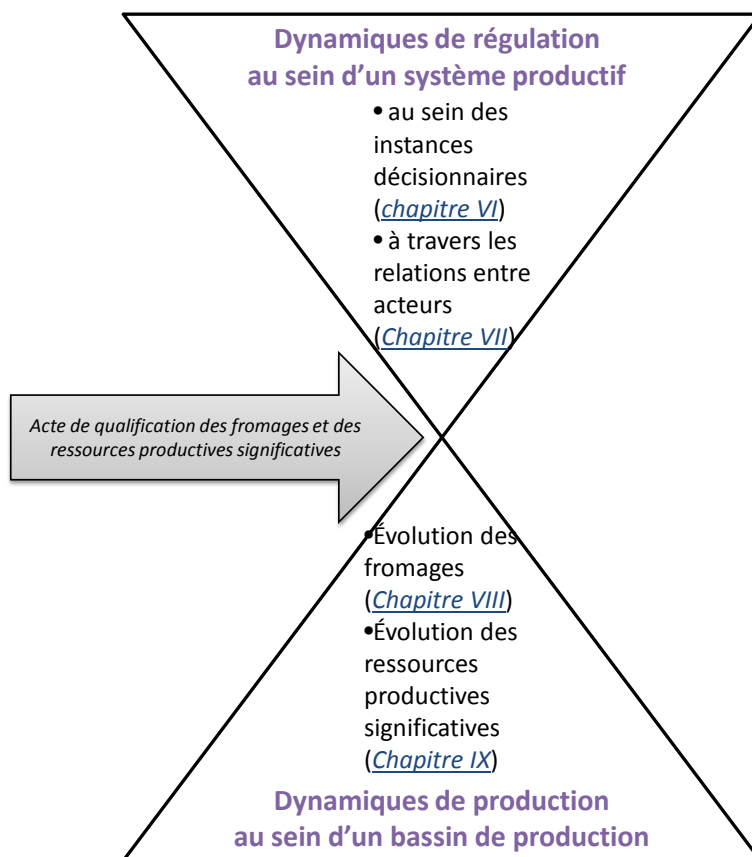 Dynamiques de régulation
au sein d'un système productif
• au sein des
instances
décisionnaires
(chapitre VI)
• à travers les
relations entre
acteurs
(Chapitre VII)
Acte de qualification des fromages et des
ressources productives significatives
•Évolution des
fromages
(Chapitre VIII)
•Évolution des
ressources
productives
significatives
(Chapitre IX)
Dynamiques de production
au sein d'un bassin de production